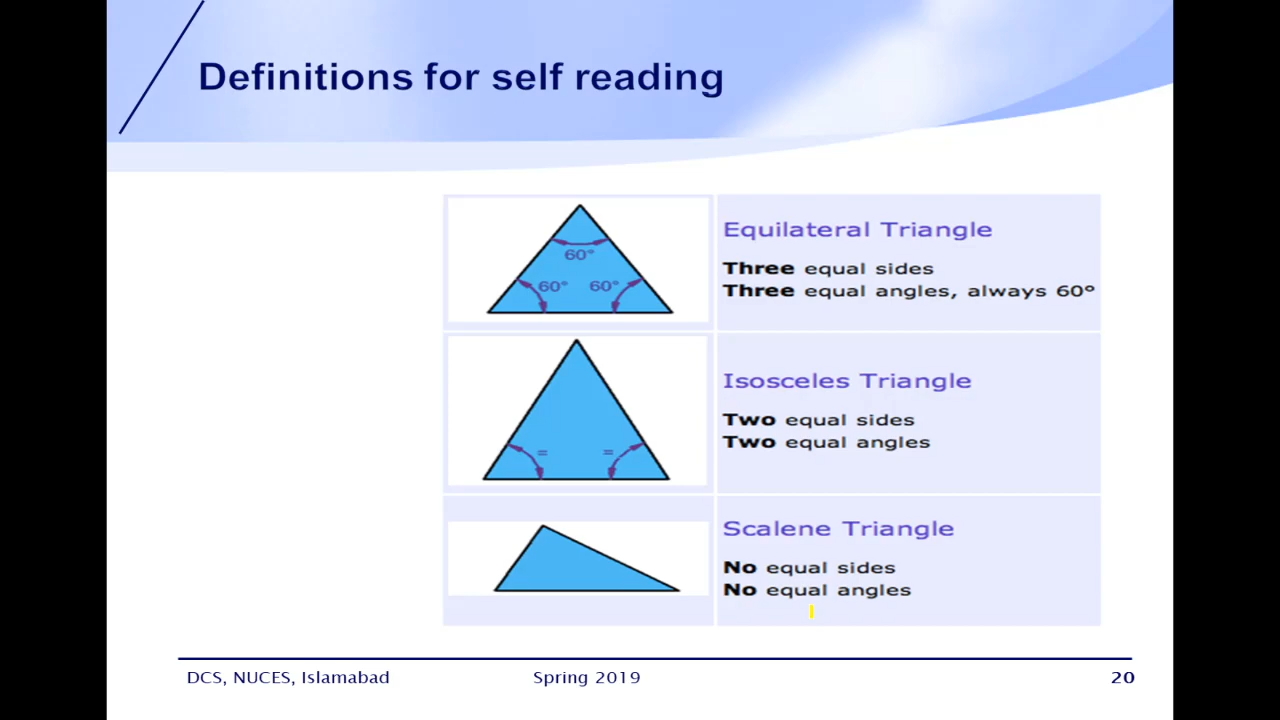 Definitions for self reading
60°
60° 60°
Equilateral Triangle
Three equal sides
Three equal angles, always 60°
= =
Isosceles Triangle
Two equal sides
Two equal angles
Scalene Triangle
No equal sides
No equal angles
DCS, NUCES, Islamabad Spring 2019 20